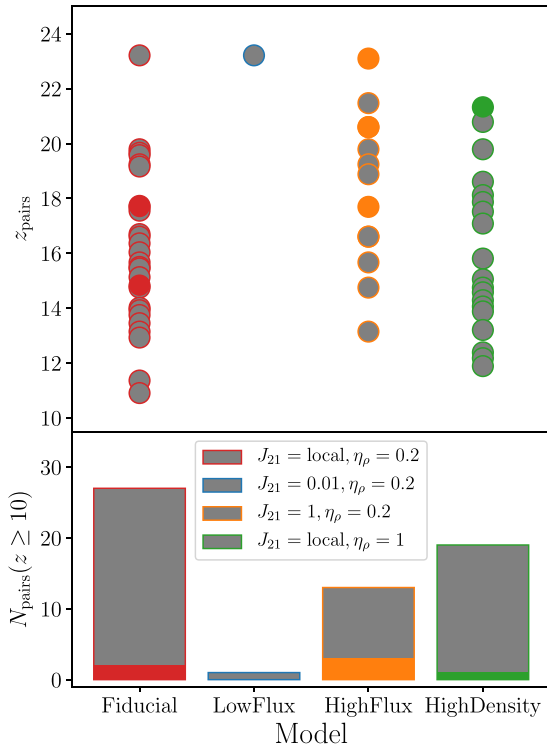 24
22
20
18
16
14
12
10
z_pairs
30
20
10
0
N_pairs(z ≥ 10)
J_21 = local, η_ρ = 0.2
J_21 = 0.01, η_ρ = 0.2
J_21 = 1, η_ρ = 0.2
J_21 = local, η_ρ = 1
Fiducial LowFlux HighFlux HighDensity
Model